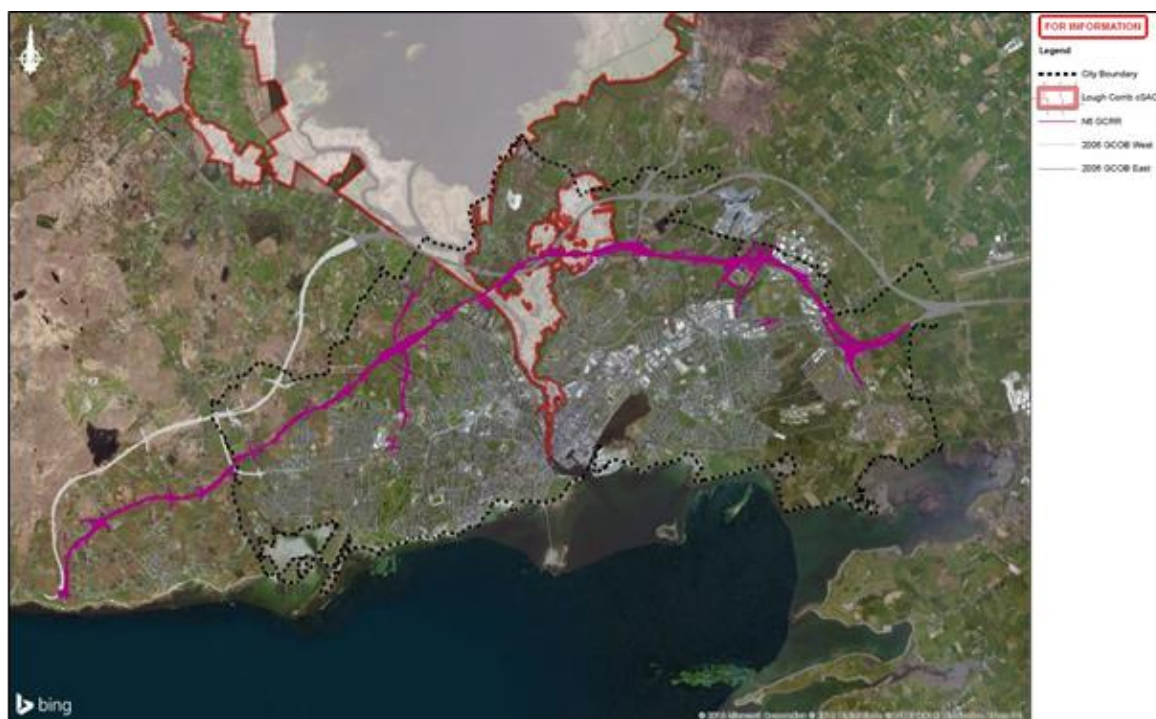 FOR INFORMATION
Legend
City Boundary
Lough Corrib cSAC
N6 GCRR
2006 GCOB West
2006 GCOB East
bing